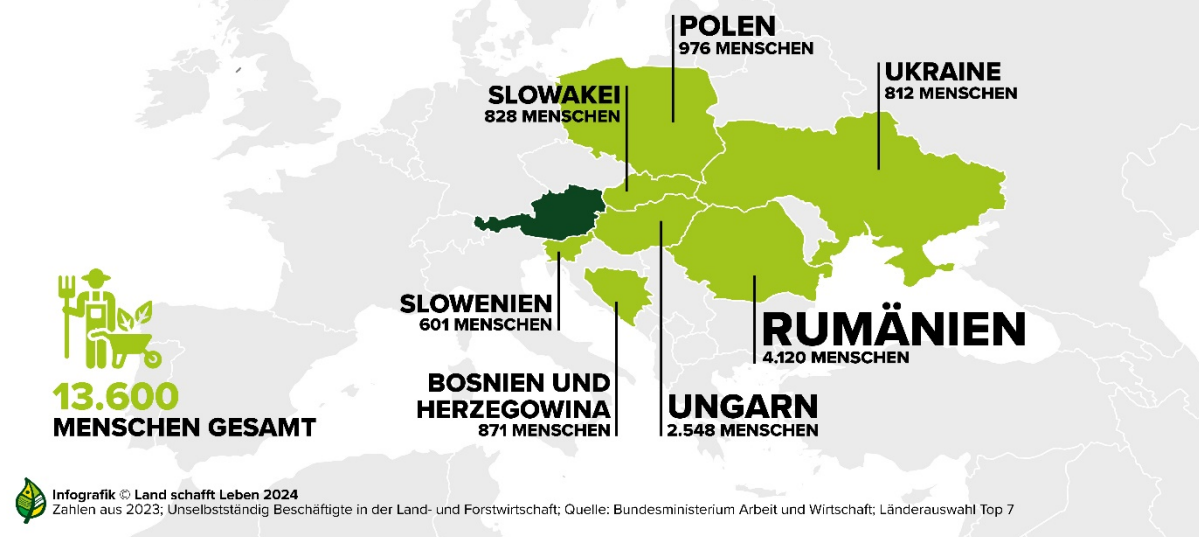 POLEN
976 MENSCHEN
UKRAINE
812 MENSCHEN
SLOWAKEI
828 MENSCHEN
SLOWENIEN
601 MENSCHEN
RUMÄNIEN
4.120 MENSCHEN
BOSNIEN UND
HERZEGOWINA
871 MENSCHEN
UNGARN
2.548 MENSCHEN
13.600
MENSCHEN GESAMT
Infografik © Land schafft Leben 2024
Zahlen aus 2023; Unselbstständig Beschäftigte in der Land- und Forstwirtschaft; Quelle: Bundesministerium Arbeit und Wirtschaft; Länderauswahl Top 7